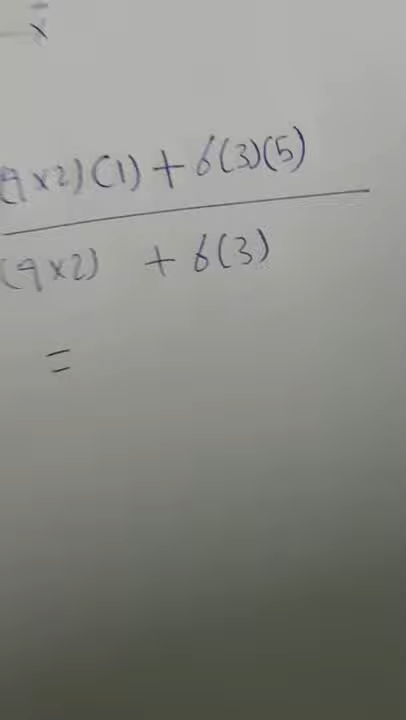 x̄
(9x2)(1) + 6(3)(5)
(9x2) + 6(3)
=